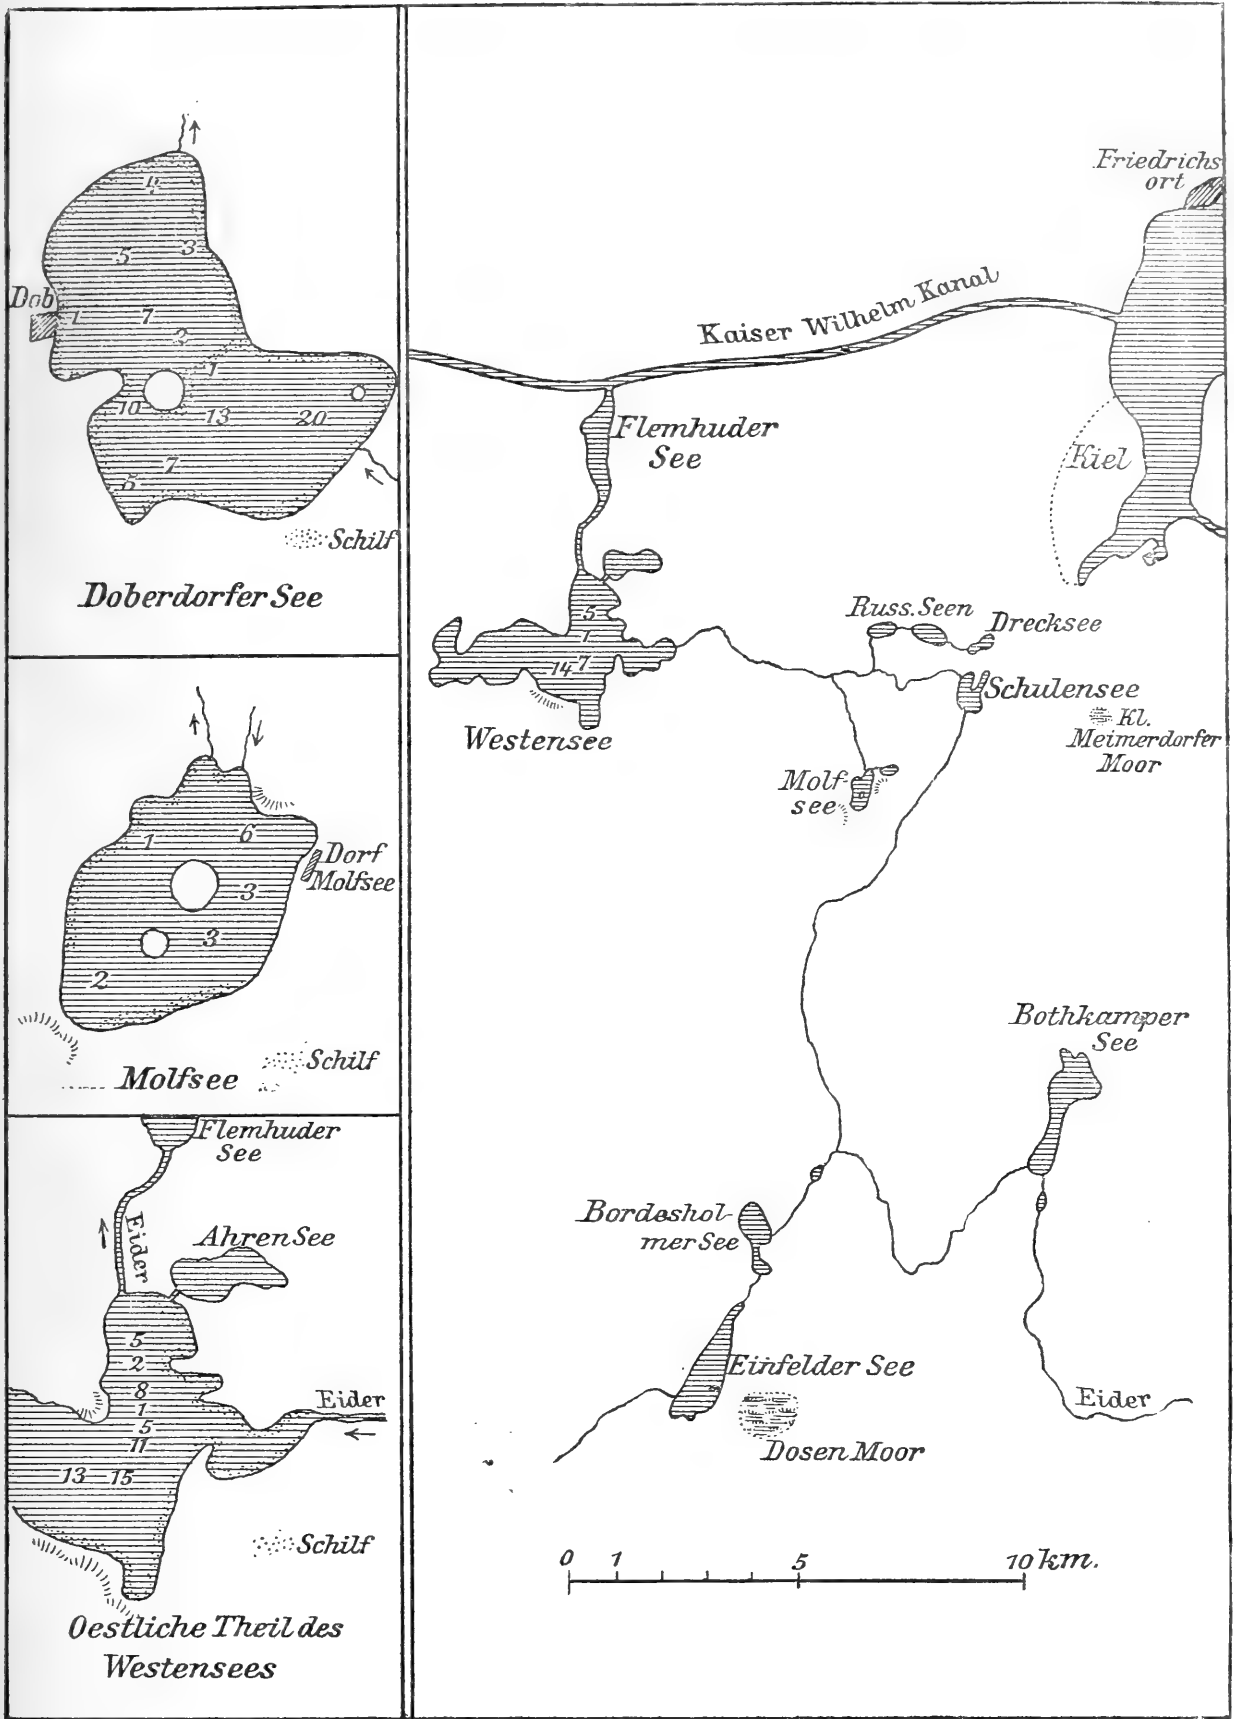 4
5
3
Dob
1
7
2
1
10
13
20
7
5
Schilf
Doberdorfer See
1
6
Dorf
Molfsee
3
3
2
Schilf
Molfsee
Flemhuder
See
Eider
Ahren See
5
2
8
1
5
11
13 15
Eider
Schilf
Oestliche Theil des
Westensees
Friedrichs
ort
Kaiser Wilhelm Kanal
Flemhuder
See
Kiel
5
1
7
14
Westensee
Russ. Seen
Drecksee
Schulensee
Kl.
Meimerdorfer
Moor
Molf-
see
Bothkamper
See
Bordeshol-
mer See
Einfelder See
Dosen Moor
Eider
0 1 5 10 km.